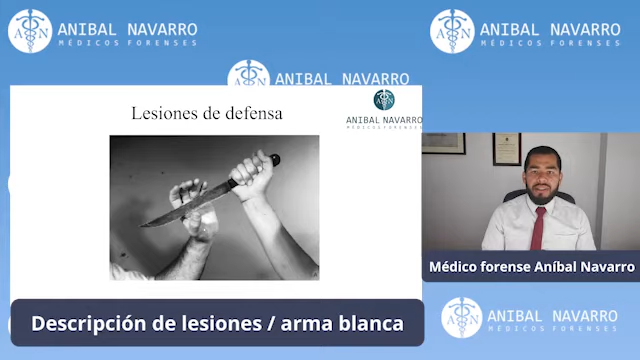 ANIBAL NAVARRO
MÉDICOS FORENSES
ANIBAL NAVARRO
MÉDICOS FORENSES
ANIBAL NAVARRO
Lesiones de defensa
ANIBAL NAVARRO
MÉDICOS FORENSES
Médico forense Aníbal Navarro
Descripción de lesiones / arma blanca
ANIBAL NAVARRO
MÉDICOS FORENSES